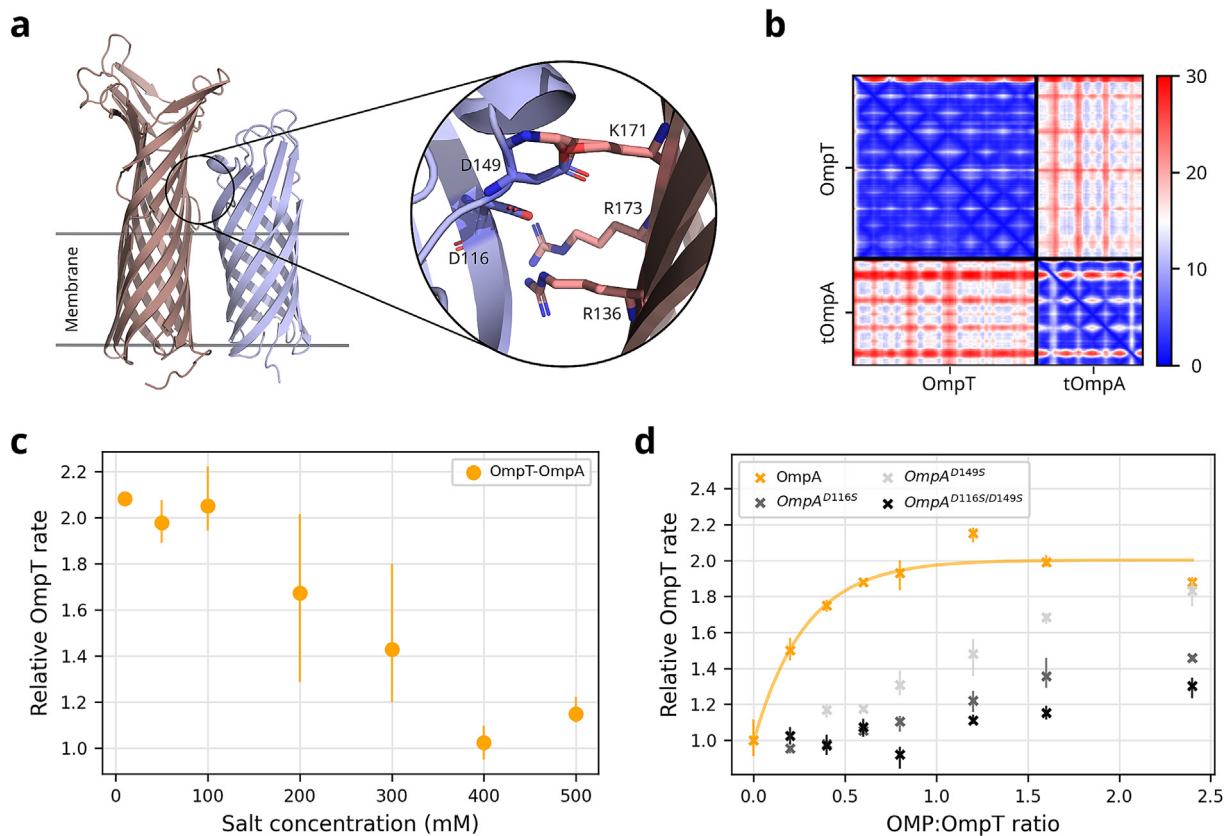 a
Membrane
D149
K171
R173
D116
R136
b
OmpT
tOmpA
OmpT
tOmpA
30
20
10
0
c
Relative OmpT rate
2.2
2.0
1.8
1.6
1.4
1.2
1.0
OmpT-OmpA
0
100
200
300
400
500
Salt concentration (mM)
d
Relative OmpT rate
2.4
2.2
2.0
1.8
1.6
1.4
1.2
1.0
OmpA
OmpA^D116S
OmpA^D149S
OmpA^D116S/D149S
0.0
0.5
1.0
1.5
2.0
2.5
OMP:OmpT ratio